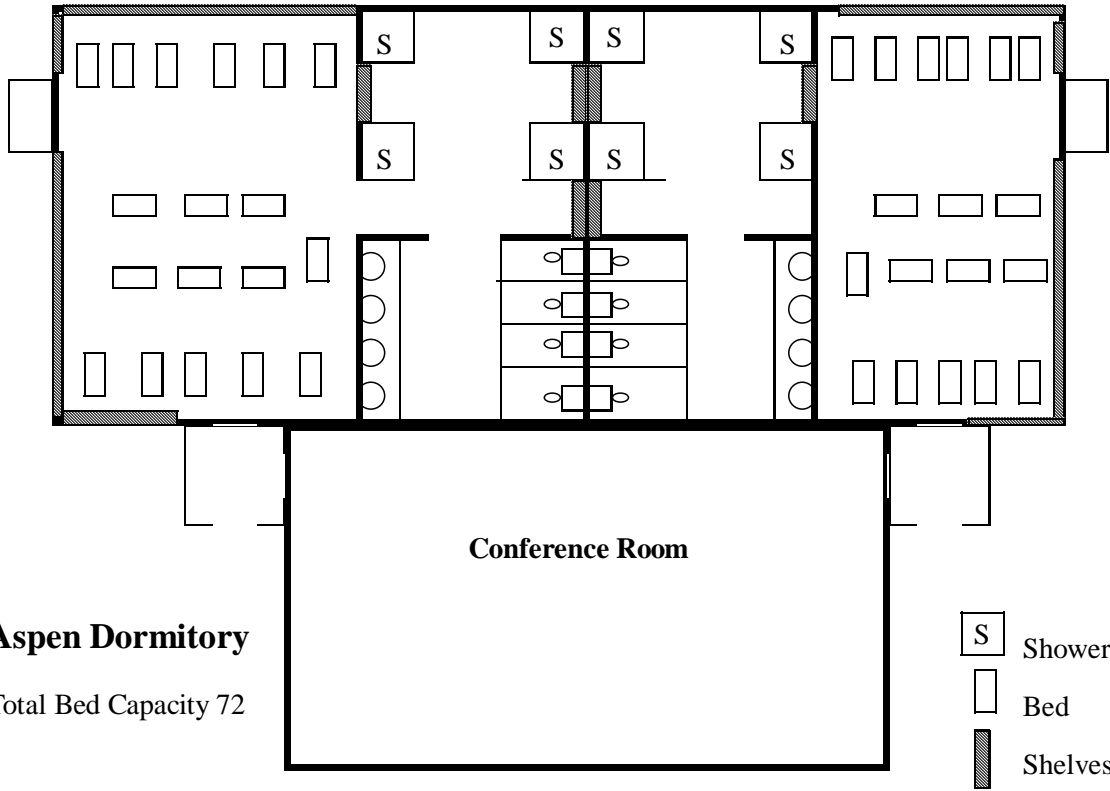 S S S S
S S S S
Conference Room
Aspen Dormitory
Total Bed Capacity 72
S Shower
Bed
Shelves